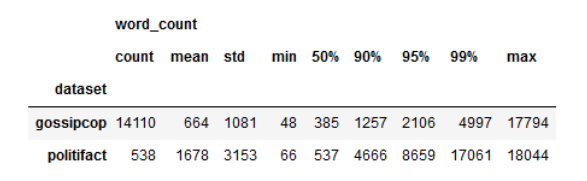 word_count
count mean std min 50% 90% 95% 99% max
dataset
gossipcop 14110 664 1081 48 385 1257 2106 4997 17794
politifact 538 1678 3153 66 537 4666 8659 17061 18044